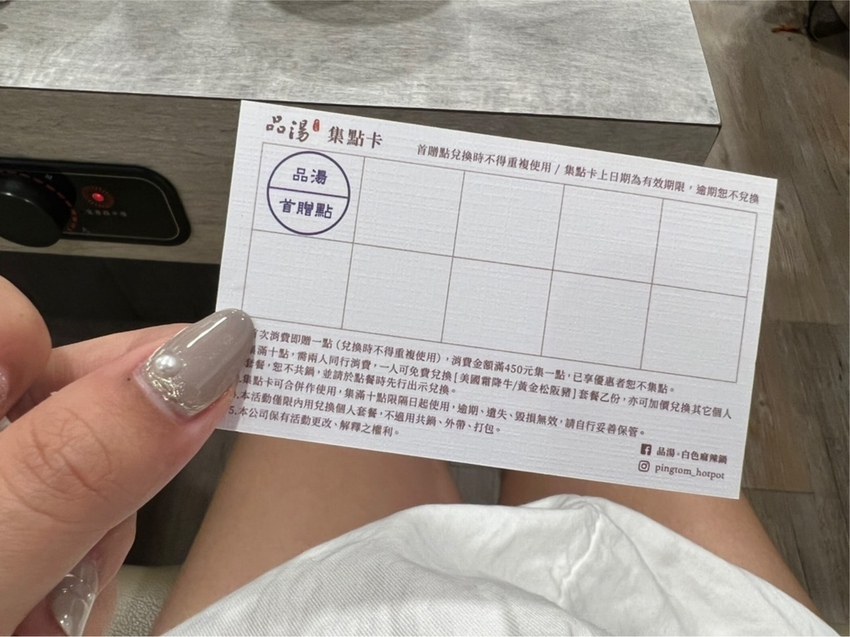 品湯 集點卡
首贈點兌換時不得重複使用 / 集點卡上日期為有效期限，逾期恕不兌換
品湯
首贈點
首次消費即贈一點（兌換時不得重複使用），消費金額滿450元集一點，已享優惠者恕不集點。
集滿十點，需兩人同行消費，一人可免費兌換[美國霜降牛/黃金松阪豬]套餐乙份，亦可加價兌換其它個人
套餐，恕不共鍋，並請於點餐時先行出示兌換。
集點卡可合併作使用，集滿十點限隔日起使用，逾期、遺失、毀損無效，請自行妥善保管。
.本活動僅限內用兌換個人套餐，不適用共鍋、外帶、打包。
5.本公司保有活動更改、解釋之權利。
品湯-白色麻辣鍋
pingtom_hotpot